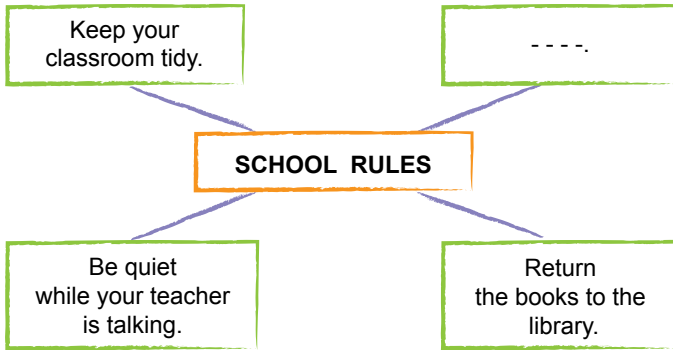 Keep your
classroom tidy.
- - - -.
SCHOOL RULES
Be quiet
while your teacher
is talking.
Return
the books to the
library.